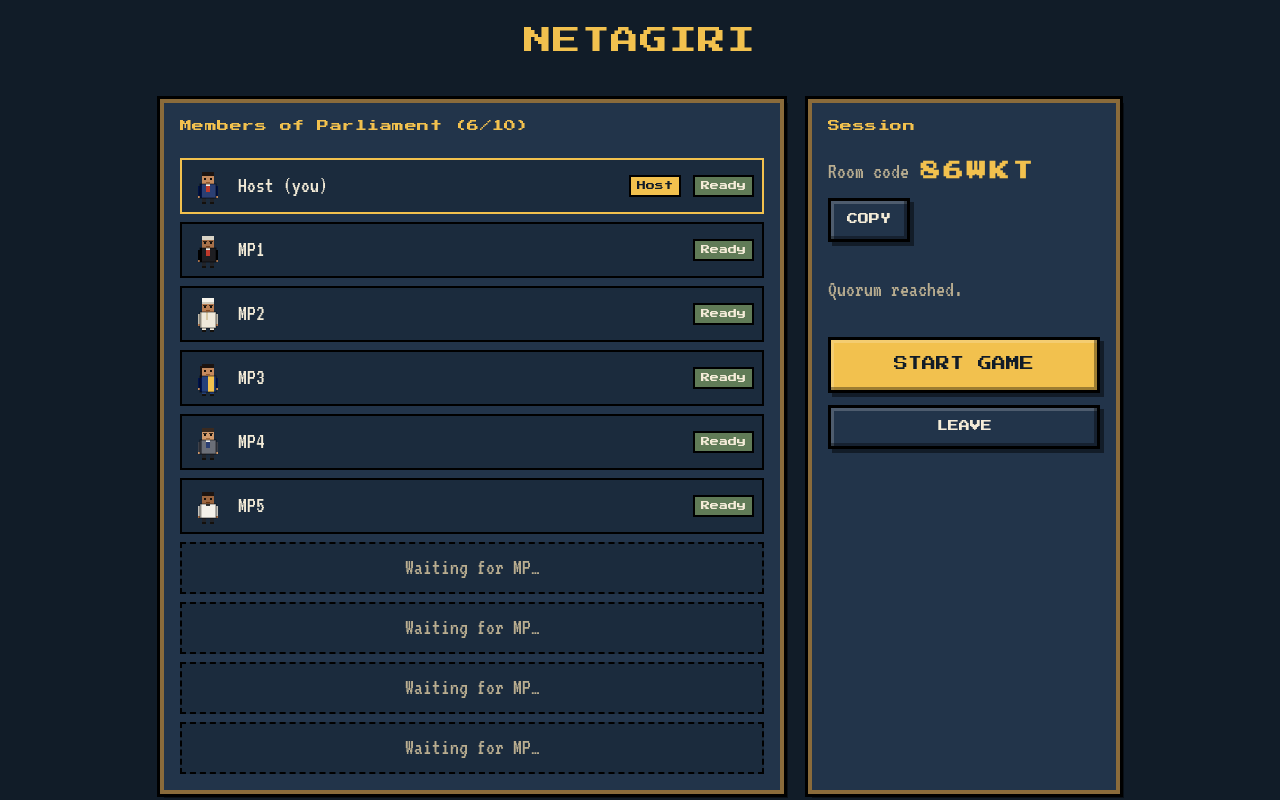 NETAGIRI
Members of Parliament (6/10)
Host (you) Host Ready
MP1 Ready
MP2 Ready
MP3 Ready
MP4 Ready
MP5 Ready
Waiting for MP…
Waiting for MP…
Waiting for MP…
Waiting for MP…
Session
Room code 86WKT
COPY
Quorum reached.
START GAME
LEAVE